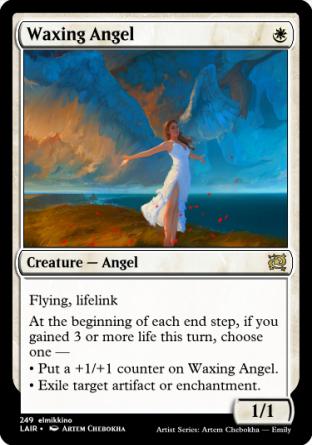 Waxing Angel
Creature — Angel
Flying, lifelink
At the beginning of each end step, if you
gained 3 or more life this turn, choose
one —
• Put a +1/+1 counter on Waxing Angel.
• Exile target artifact or enchantment.
1/1
249 elmikkino
LAIR • Artem Chebokha
Artist Series: Artem Chebokha — Emily